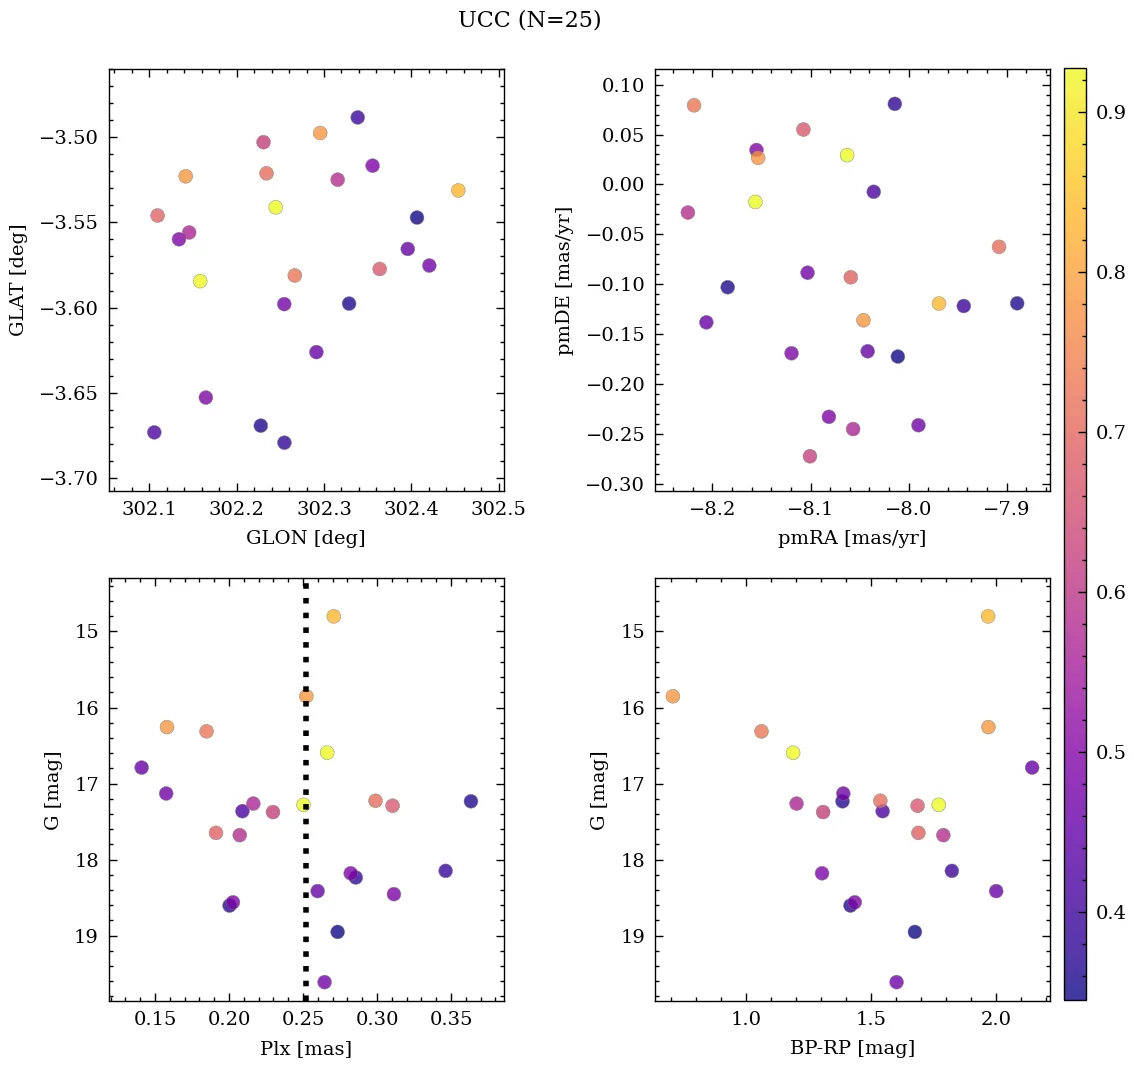 UCC (N=25)
−3.50
−3.55
−3.60
−3.65
−3.70
GLAT [deg]
302.1 302.2 302.3 302.4 302.5
GLON [deg]
0.10
0.05
0.00
−0.05
−0.10
−0.15
−0.20
−0.25
−0.30
pmDE [mas/yr]
−8.2 −8.1 −8.0 −7.9
pmRA [mas/yr]
15
16
17
18
19
G [mag]
0.15 0.20 0.25 0.30 0.35
Plx [mas]
15
16
17
18
19
G [mag]
1.0 1.5 2.0
BP-RP [mag]
0.9
0.8
0.7
0.6
0.5
0.4